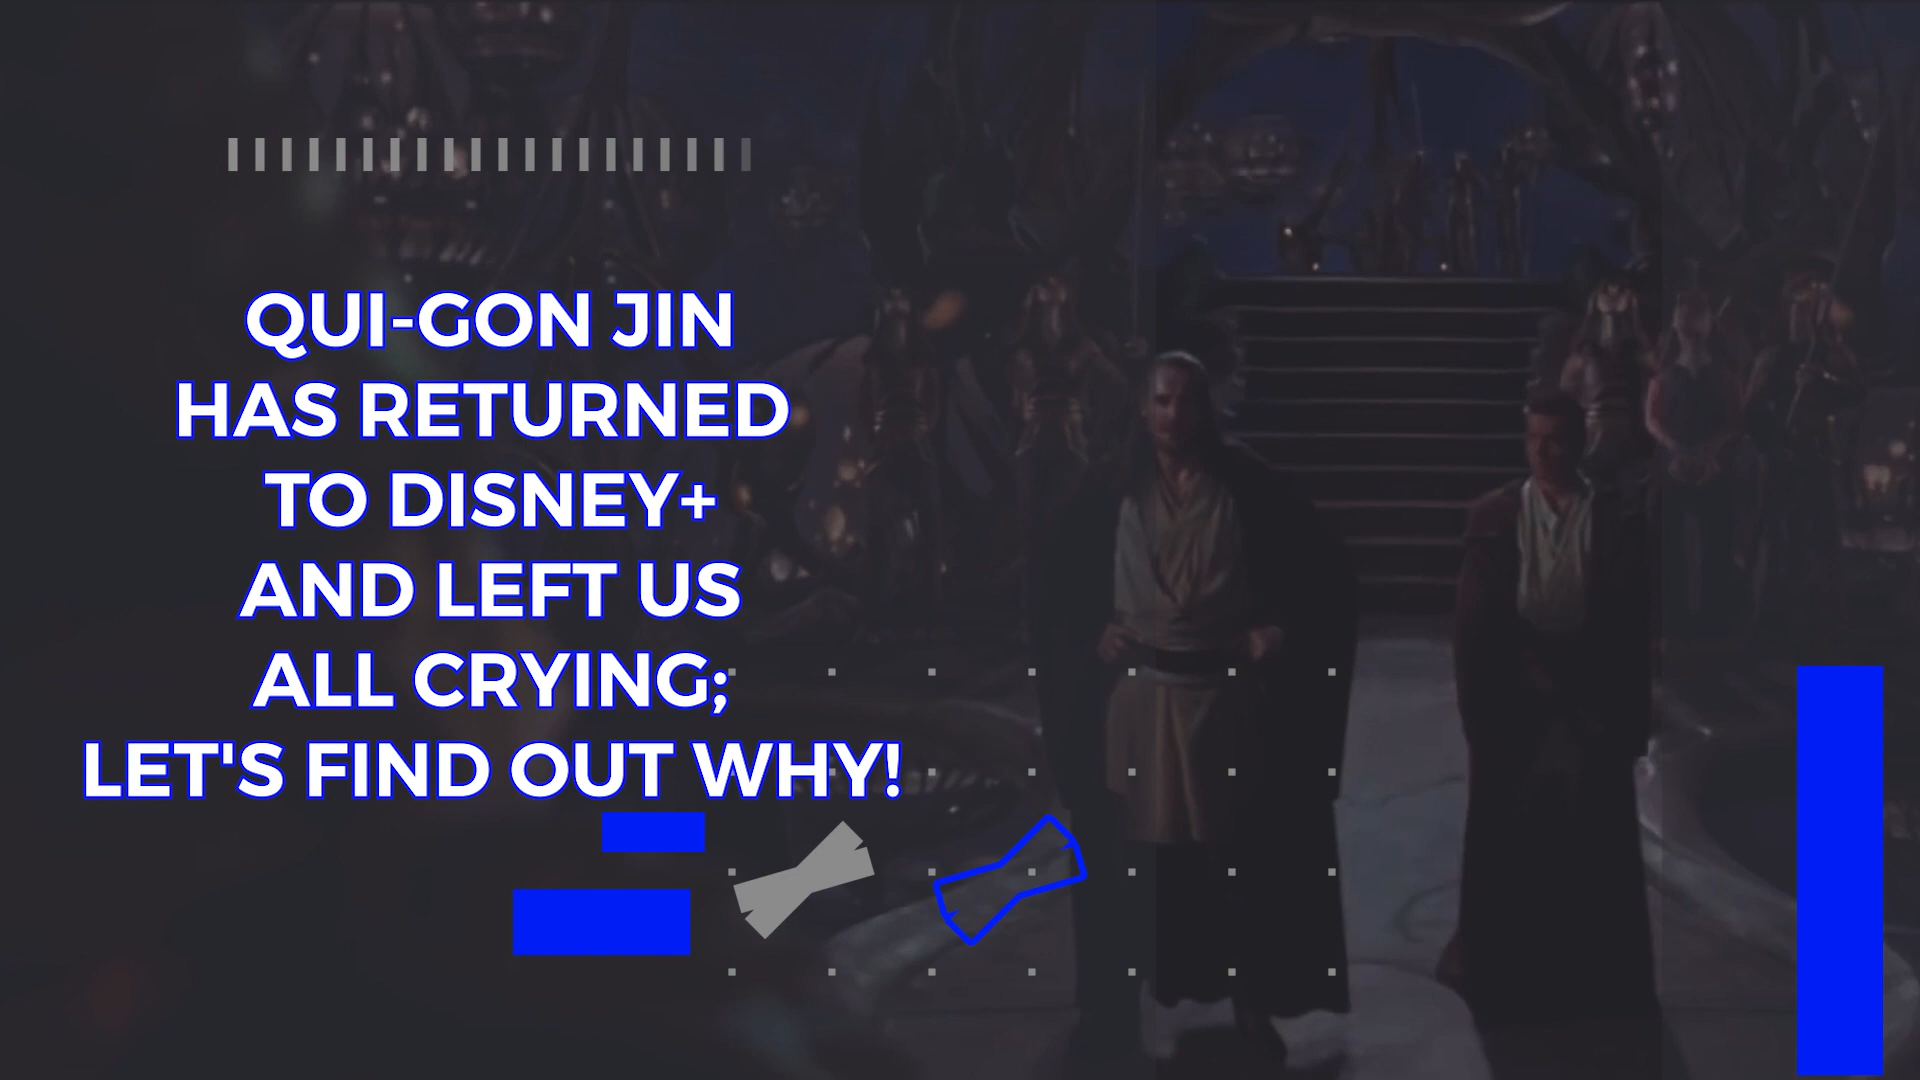 QUI-GON JIN
HAS RETURNED
TO DISNEY+
AND LEFT US
ALL CRYING;
LET'S FIND OUT WHY!